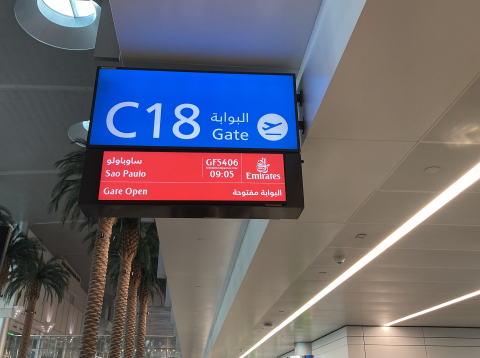 C18 البوابة
Gate
ساوباولو GF5406
Sao Paulo 09:05 Emirates
Gate Open البوابة مفتوحة